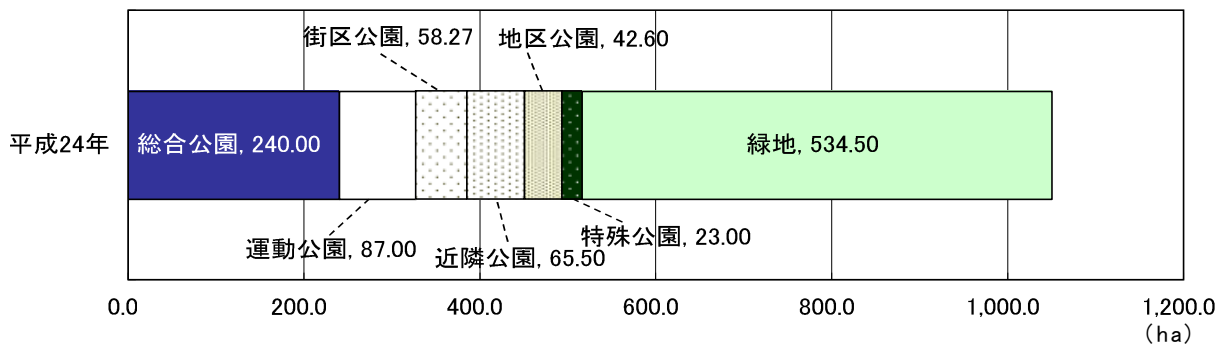 街区公園, 58.27
地区公園, 42.60
平成24年
総合公園, 240.00
緑地, 534.50
運動公園, 87.00
近隣公園, 65.50
特殊公園, 23.00
0.0
200.0
400.0
600.0
800.0
1,000.0
1,200.0
(ha)